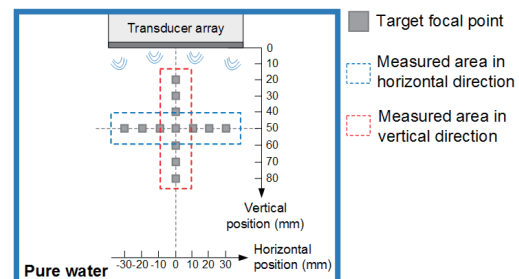 Transducer array
0
10
20
30
40
50
60
70
80
Vertical
position (mm)
-30
-20
-10
0
10
20
30
Horizontal
position (mm)
Pure water
Target focal point
Measured area in
horizontal direction
Measured area in
vertical direction